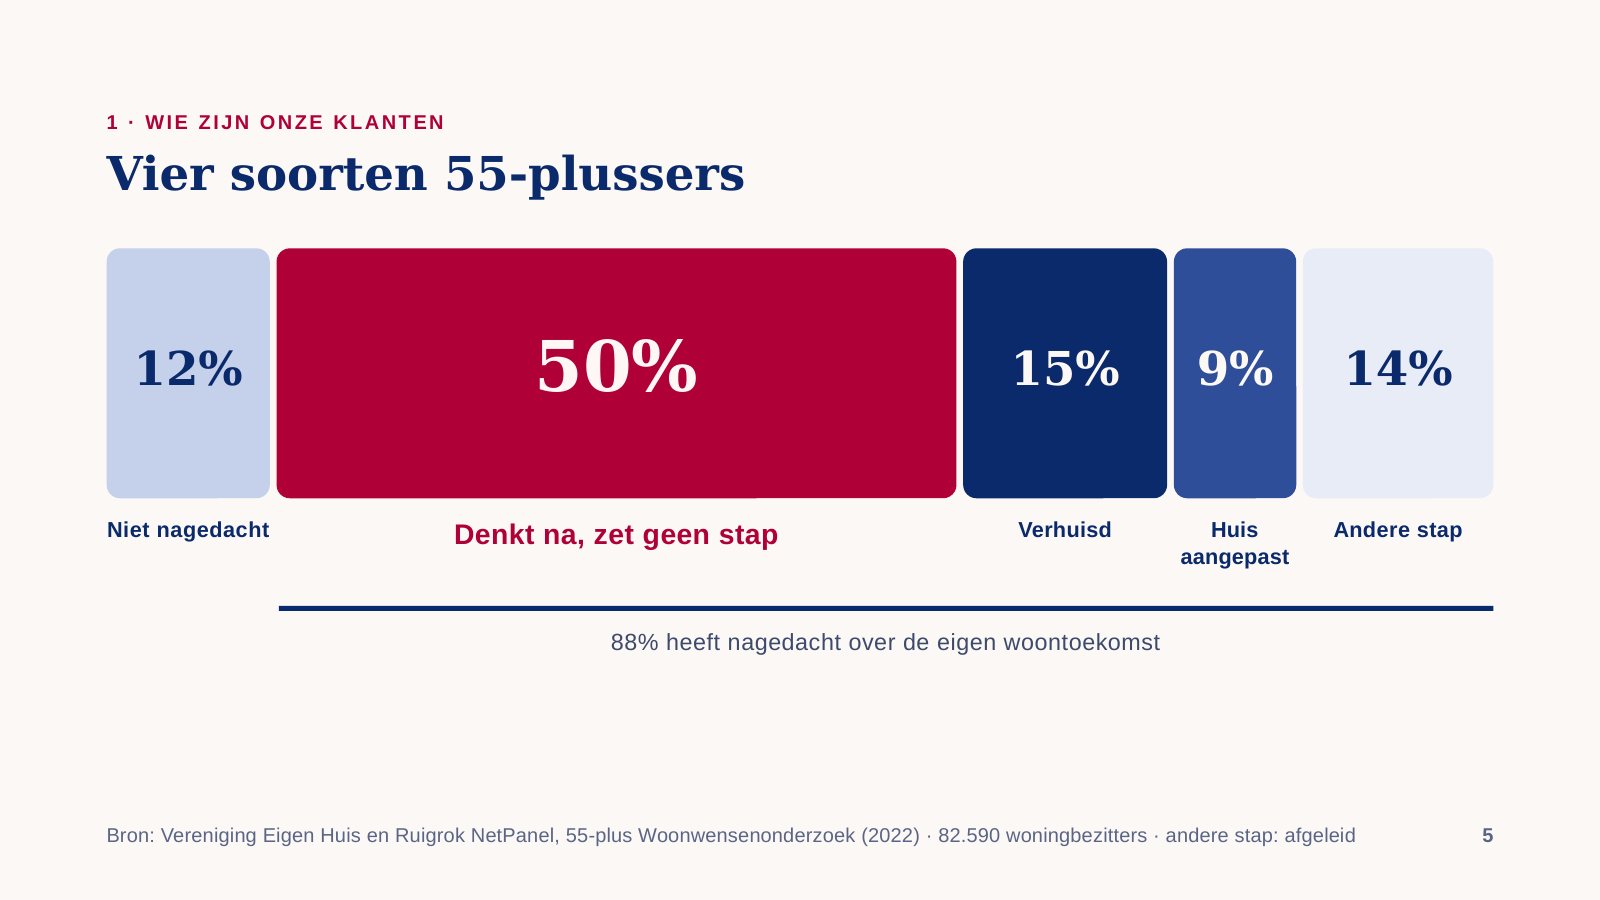 1 · WIE ZIJN ONZE KLANTEN
Vier soorten 55-plussers
12%
50%
15%
9%
14%
Niet nagedacht
Denkt na, zet geen stap
Verhuisd
Huis
aangepast
Andere stap
88% heeft nagedacht over de eigen woontoekomst
Bron: Vereniging Eigen Huis en Ruigrok NetPanel, 55-plus Woonwensenonderzoek (2022) · 82.590 woningbezitters · andere stap: afgeleid
5